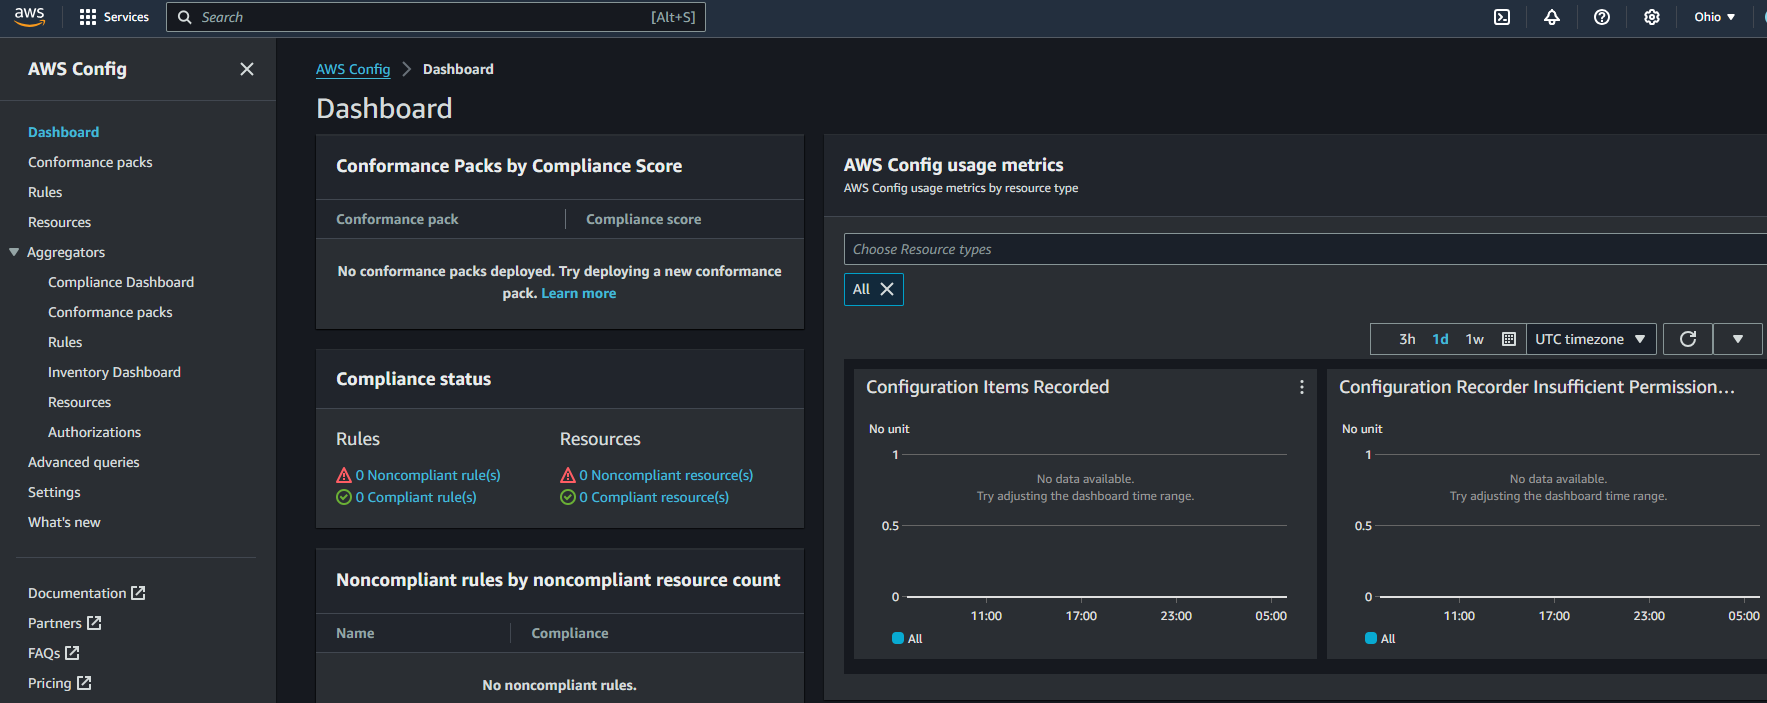 aws
Services
Search
[Alt+S]
Ohio
AWS Config
Dashboard
Conformance packs
Rules
Resources
Aggregators
Compliance Dashboard
Conformance packs
Rules
Inventory Dashboard
Resources
Authorizations
Advanced queries
Settings
What's new
Documentation
Partners
FAQs
Pricing
AWS Config
Dashboard
Dashboard
Conformance Packs by Compliance Score
Conformance pack
Compliance score
No conformance packs deployed. Try deploying a new conformance
pack. Learn more
Compliance status
Rules
0 Noncompliant rule(s)
0 Compliant rule(s)
Resources
0 Noncompliant resource(s)
0 Compliant resource(s)
Noncompliant rules by noncompliant resource count
Name
Compliance
No noncompliant rules.
AWS Config usage metrics
AWS Config usage metrics by resource type
Choose Resource types
All
3h
1d
1w
UTC timezone
Configuration Items Recorded
No unit
1
No data available.
Try adjusting the dashboard time range.
0.5
0
11:00
17:00
23:00
05:00
All
Configuration Recorder Insufficient Permission...
No unit
1
No data available.
Try adjusting the dashboard time range.
0.5
0
11:00
17:00
23:00
05:00
All